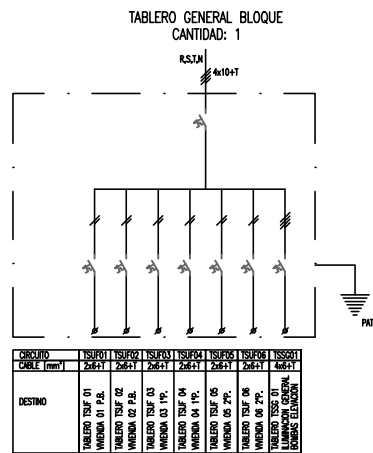 TABLERO GENERAL BLOQUE
CANTIDAD: 1
R,S,T,N
4x10+T
PAT
CIRCUITO TSUF01 TSUF02 TSUF03 TSUF04 TSUF05 TSUF06 TSSG01
CABLE [mm²] 2x6+T 2x6+T 2x6+T 2x6+T 2x6+T 2x6+T 4x6+T
DESTINO
TABLERO TSUF 01
VIVIENDA 01 P.B.
TABLERO TSUF 02
VIVIENDA 02 P.B.
TABLERO TSUF 03
VIVIENDA 03 1ºP.
TABLERO TSUF 04
VIVIENDA 04 1ºP.
TABLERO TSUF 05
VIVIENDA 05 2ºP.
TABLERO TSUF 06
VIVIENDA 06 2ºP.
TABLERO TSSG 01
ILUMINACION GENERAL
BOMBAS ELEVACION